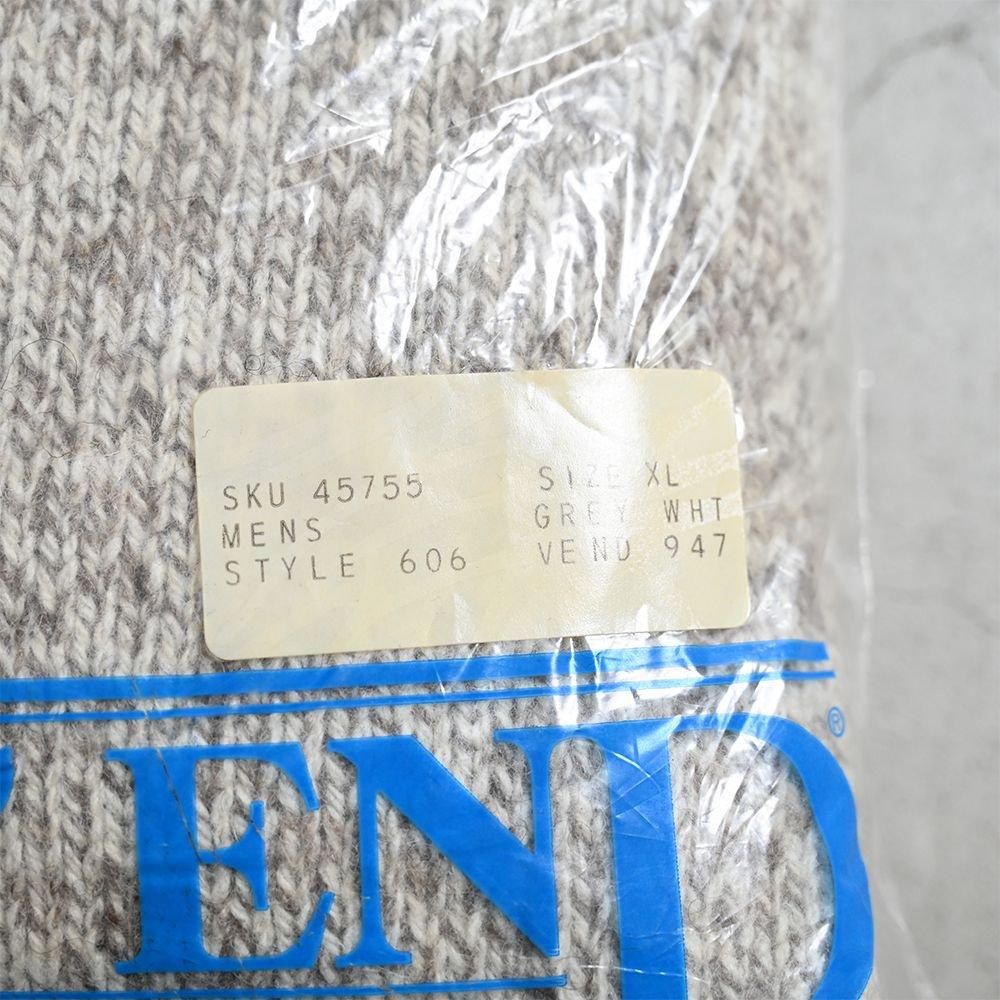 SKU 45755 SIZE XL
MENS GREY WHT
STYLE 606 VEND 947
' END®